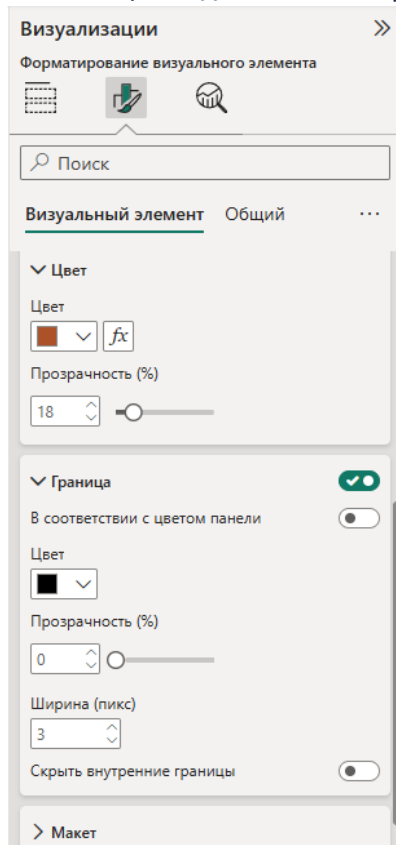 Визуализации
Форматирование визуального элемента
Поиск
Визуальный элемент Общий ...
Цвет
Цвет
fx
Прозрачность (%)
18
Граница
В соответствии с цветом панели
Цвет
Прозрачность (%)
0
Ширина (пикс)
3
Скрыть внутренние границы
Макет